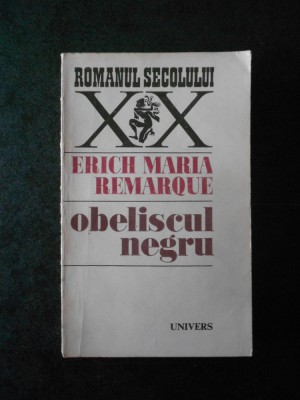 ROMANUL SECOLULUI
XX
ERICH MARIA
REMARQUE
obeliscul
negru
UNIVERS